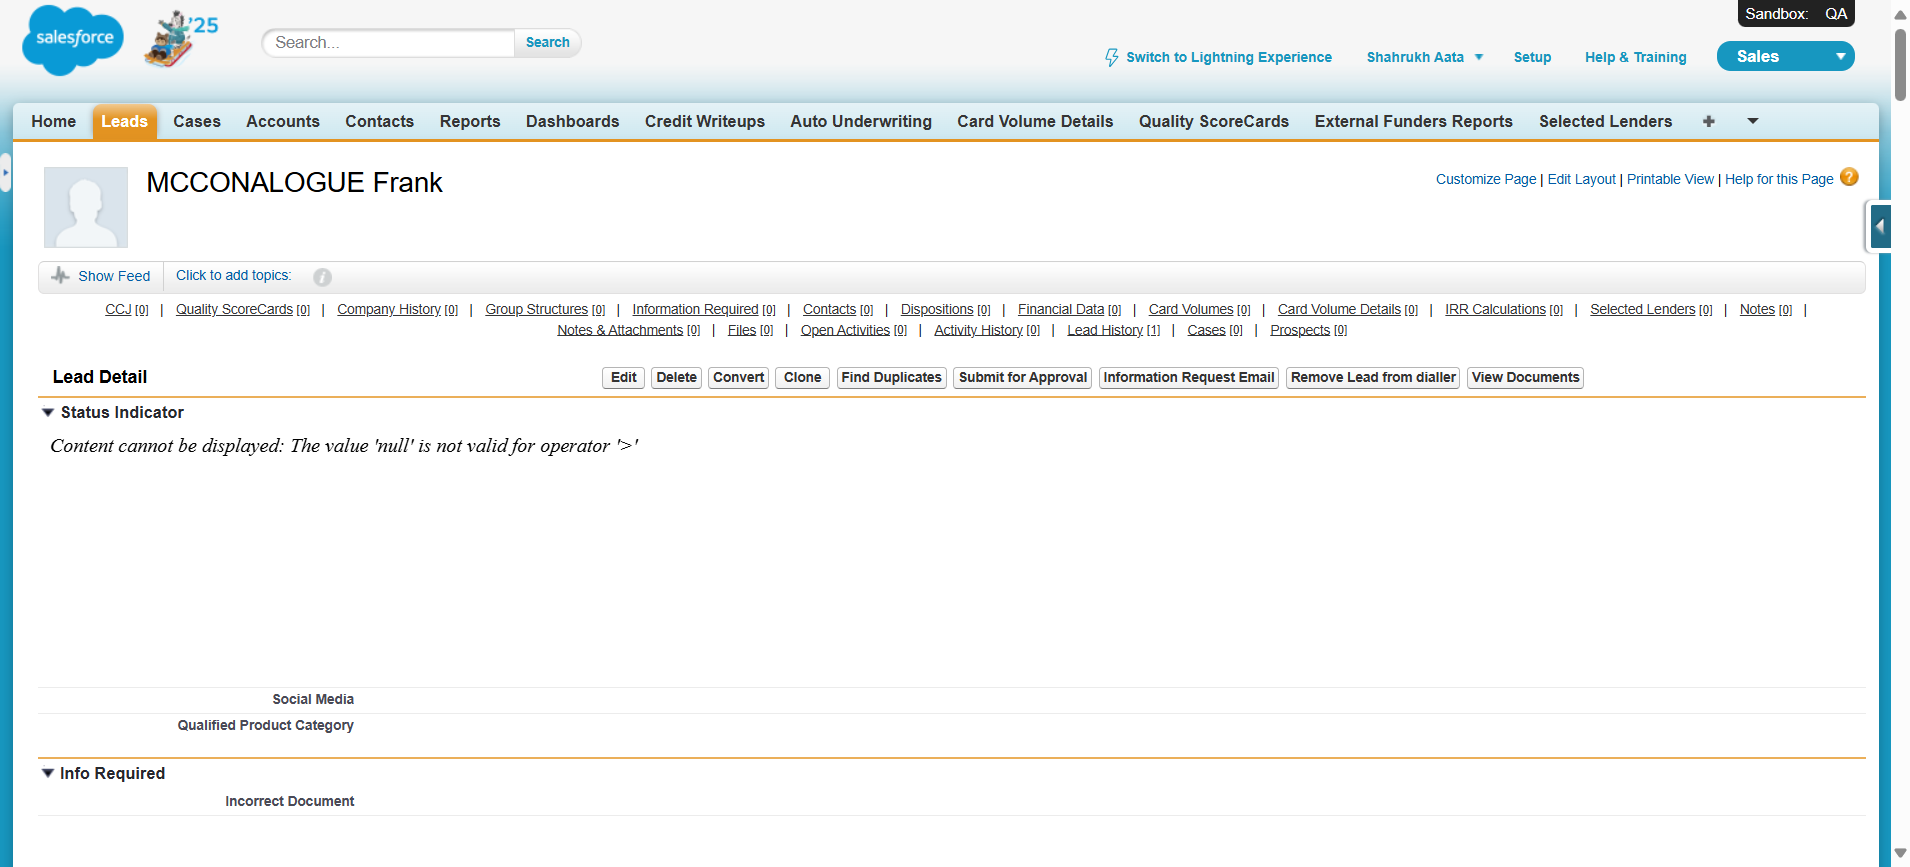 Sandbox: QA
salesforce
'25
Search...
Search
Switch to Lightning Experience
Shahrukh Aata
Setup
Help & Training
Sales
Home
Leads
Cases
Accounts
Contacts
Reports
Dashboards
Credit Writeups
Auto Underwriting
Card Volume Details
Quality ScoreCards
External Funders Reports
Selected Lenders
+
MCCONALOGUE Frank
Customize Page | Edit Layout | Printable View | Help for this Page ?
Show Feed
Click to add topics:
i
CCJ [0] | Quality ScoreCards [0] | Company History [0] | Group Structures [0] | Information Required [0] | Contacts [0] | Dispositions [0] | Financial Data [0] | Card Volumes [0] | Card Volume Details [0] | IRR Calculations [0] | Selected Lenders [0] | Notes [0] |
Notes & Attachments [0] | Files [0] | Open Activities [0] | Activity History [0] | Lead History [1] | Cases [0] | Prospects [0]
Lead Detail
Edit
Delete
Convert
Clone
Find Duplicates
Submit for Approval
Information Request Email
Remove Lead from dialler
View Documents
Status Indicator
Content cannot be displayed: The value 'null' is not valid for operator '>'
Social Media
Qualified Product Category
Info Required
Incorrect Document